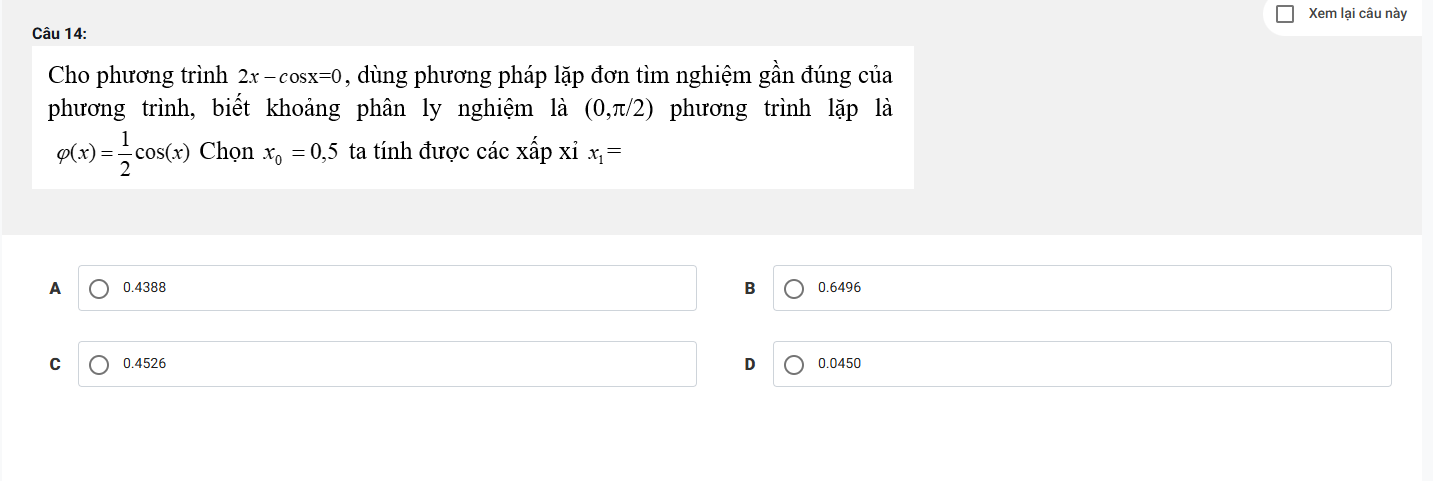 Xem lại câu này
Câu 14:
Cho phương trình 2x – cosx=0, dùng phương pháp lặp đơn tìm nghiệm gần đúng của
phương trình, biết khoảng phân ly nghiệm là (0,π/2) phương trình lặp là
φ(x) = 1/2 cos(x) Chọn x₀ = 0,5 ta tính được các xấp xỉ x₁=
A 0.4388
B 0.6496
C 0.4526
D 0.0450